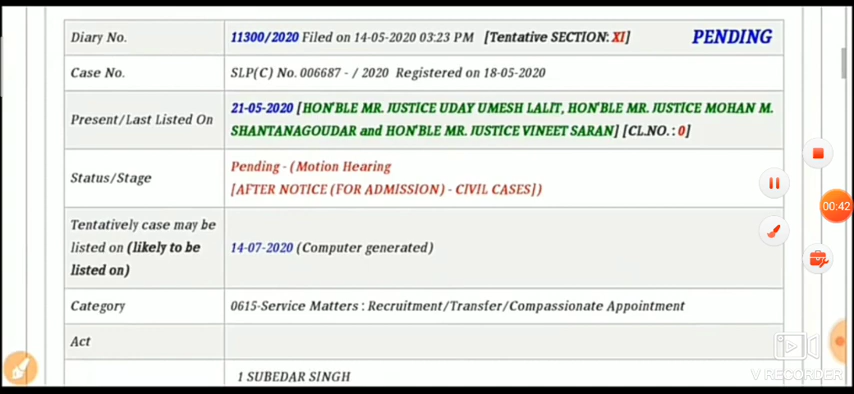 Diary No. 11300/2020 Filed on 14-05-2020 03:23 PM [Tentative SECTION: XI] PENDING
Case No. SLP(C) No. 006687 - / 2020 Registered on 18-05-2020
Present/Last Listed On 21-05-2020 [HON'BLE MR. JUSTICE UDAY UMESH LALIT, HON'BLE MR. JUSTICE MOHAN M.
SHANTANAGOUDAR and HON'BLE MR. JUSTICE VINEET SARAN] [CL.NO. : 0]
Status/Stage Pending - (Motion Hearing
[AFTER NOTICE (FOR ADMISSION) - CIVIL CASES])
Tentatively case may be
listed on (likely to be
listed on)
14-07-2020 (Computer generated)
Category 0615-Service Matters : Recruitment/Transfer/Compassionate Appointment
Act
1 SUBEDAR SINGH
00:42
V RECORDER